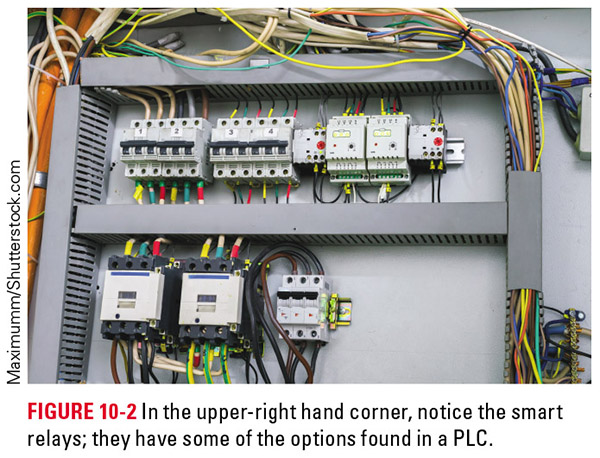 Maximumm/Shutterstock.com
1 2 3 4
FIGURE 10-2 In the upper-right hand corner, notice the smart
relays; they have some of the options found in a PLC.